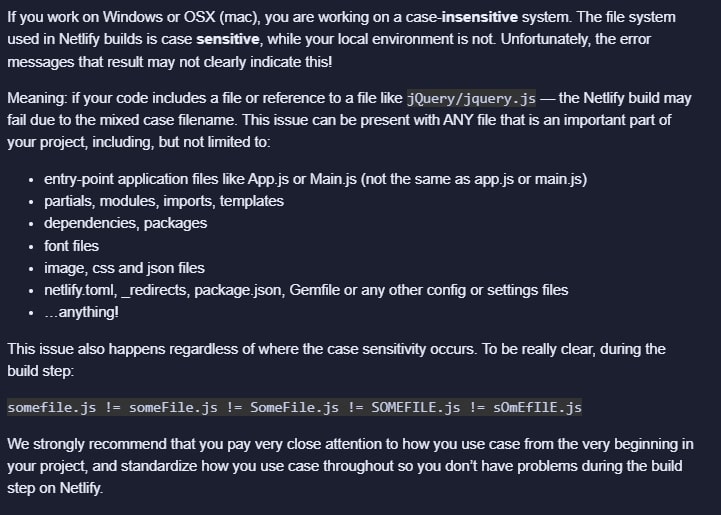 If you work on Windows or OSX (mac), you are working on a case-insensitive system. The file system
used in Netlify builds is case sensitive, while your local environment is not. Unfortunately, the error
messages that result may not clearly indicate this!
Meaning: if your code includes a file or reference to a file like jQuery/jquery.js — the Netlify build may
fail due to the mixed case filename. This issue can be present with ANY file that is an important part of
your project, including, but not limited to:
• entry-point application files like App.js or Main.js (not the same as app.js or main.js)
• partials, modules, imports, templates
• dependencies, packages
• font files
• image, css and json files
• netlify.toml, _redirects, package.json, Gemfile or any other config or settings files
• …anything!
This issue also happens regardless of where the case sensitivity occurs. To be really clear, during the
build step:
somefile.js != someFile.js != SomeFile.js != SOMEFILE.js != sOmEfIlE.js
We strongly recommend that you pay very close attention to how you use case from the very beginning in
your project, and standardize how you use case throughout so you don’t have problems during the build
step on Netlify.